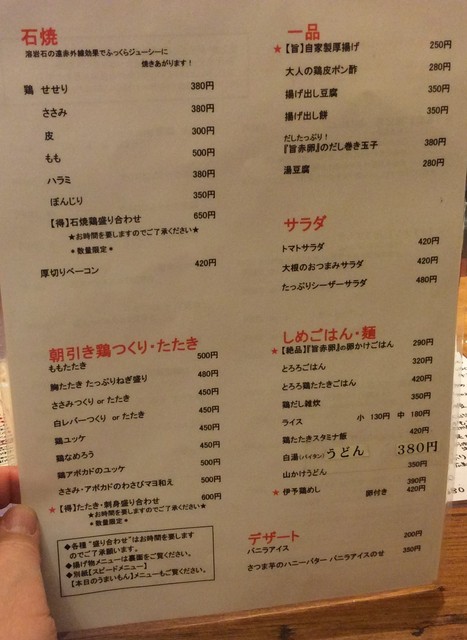 石焼
溶岩石の遠赤外線効果でふっくらジューシーに
焼きあがります！
鶏 せせり 380円
ささみ 380円
皮 300円
もも 500円
ハラミ 380円
ぼんじり 350円
【得】石焼鶏盛り合わせ 650円
★お時間を要しますのでご了承ください★
＊数量限定＊
厚切りベーコン 420円
朝引き鶏つくり・たたき
ももたたき 500円
胸たたき たっぷりねぎ盛り 480円
ささみつくり or たたき 450円
白レバーつくり or たたき 450円
鶏ユッケ 450円
鶏なめろう 450円
鶏アボカドのユッケ 500円
ささみ・アボカドのわさびマヨ和え 500円
★【得】たたき・刺身盛り合わせ 600円
★お時間を要しますのでご了承ください★
＊数量限定＊
◆各種“盛り合わせ”はお時間を要します
のでご了承願います。
◆揚げ物メニューは裏面をご覧ください。
◆別紙【スピードメニュー】
【本日のうまいもん】メニューもご覧ください。
一品
★【旨】自家製厚揚げ 250円
大人の鶏皮ポン酢 280円
揚げ出し豆腐 350円
揚げ出し餅 350円
だしたっぷり！
『旨赤卵』のだし巻き玉子 380円
湯豆腐 280円
サラダ
トマトサラダ 420円
大根のおつまみサラダ 420円
たっぷりシーザーサラダ 480円
しめごはん・麺
★【絶品】『旨赤卵』の卵かけごはん 290円
とろろごはん 320円
とろろ鶏たたきごはん 420円
鶏だし雑炊 350円
ライス 小 130円 中 180円
鶏たたきスタミナ飯 420円
白湯(パイタン)うどん 380円
山かけうどん 350円
★伊予鶏めし 390円
卵付き 420円
デザート
バニラアイス 200円
さつま芋のハニーバター バニラアイスのせ 350円